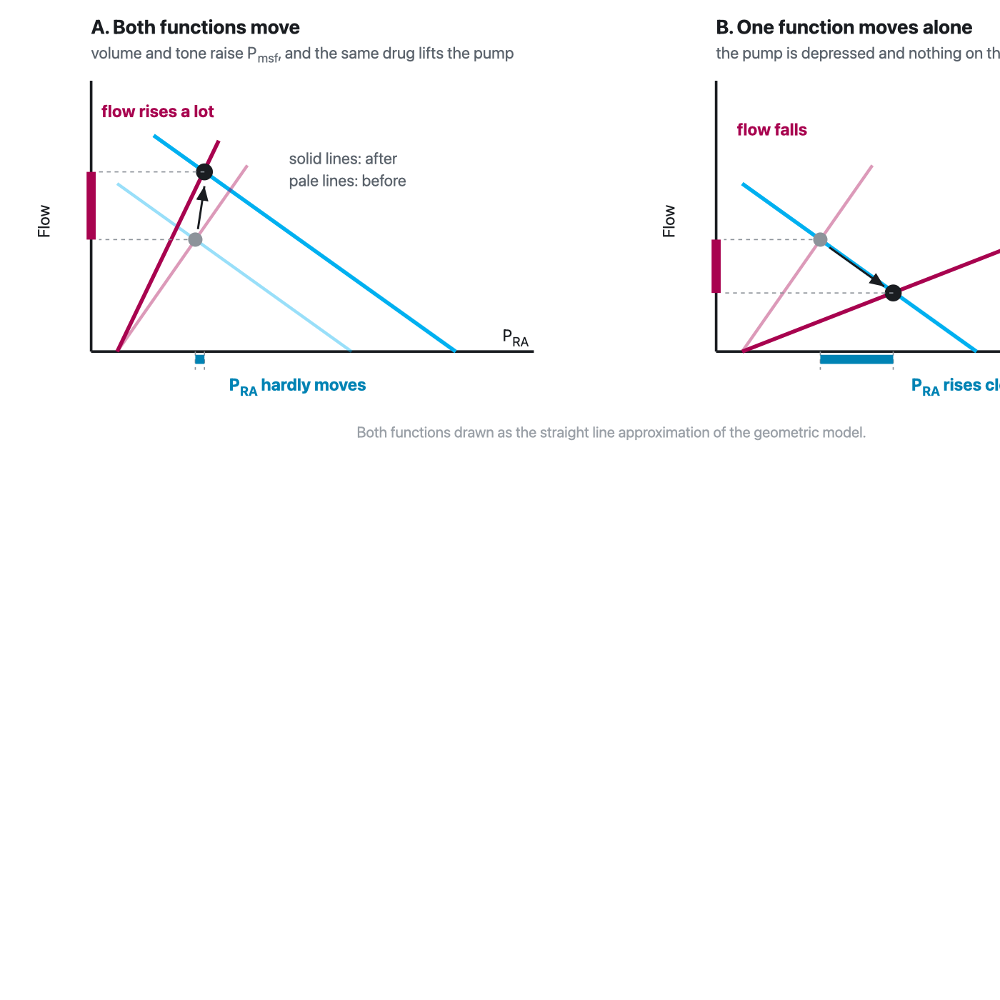 A. Both functions move
volume and tone raise Pmsf, and the same drug lifts the pump
flow rises a lot
solid lines: after
pale lines: before
Flow
PRA
PRA hardly moves
B. One function moves alone
the pump is depressed and nothing on th
flow falls
Flow
PRA rises cl
Both functions drawn as the straight line approximation of the geometric model.